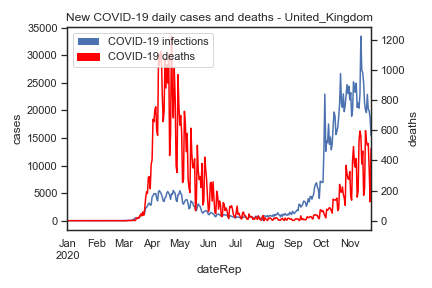 New COVID-19 daily cases and deaths - United_Kingdom
COVID-19 infections
COVID-19 deaths
35000
30000
25000
20000
15000
10000
5000
0
cases
1200
1000
800
600
400
200
0
deaths
Jan Feb Mar Apr May Jun Jul Aug Sep Oct Nov
2020
dateRep